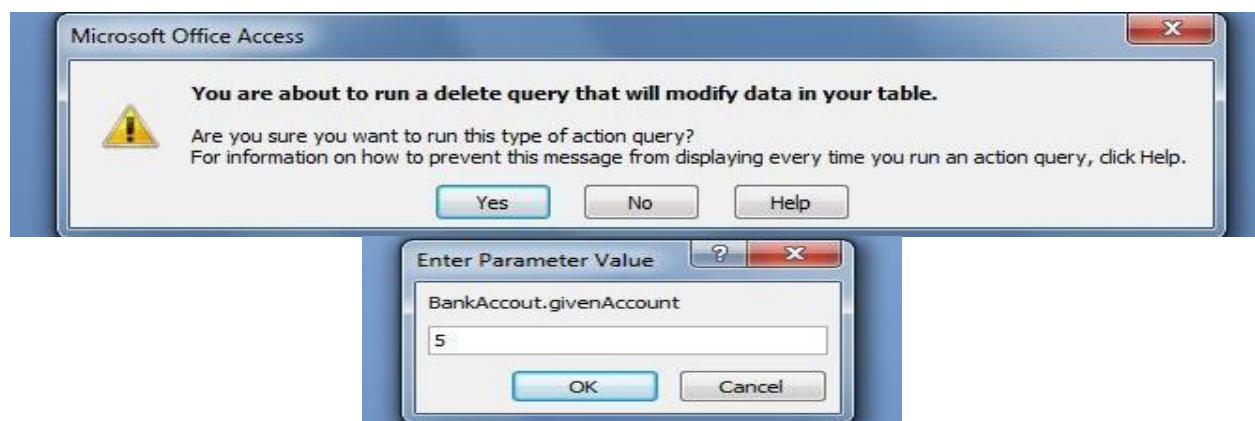 Microsoft Office Access
You are about to run a delete query that will modify data in your table.
Are you sure you want to run this type of action query?
For information on how to prevent this message from displaying every time you run an action query, click Help.
Yes No Help
Enter Parameter Value
BankAccout.givenAccount
5
OK Cancel